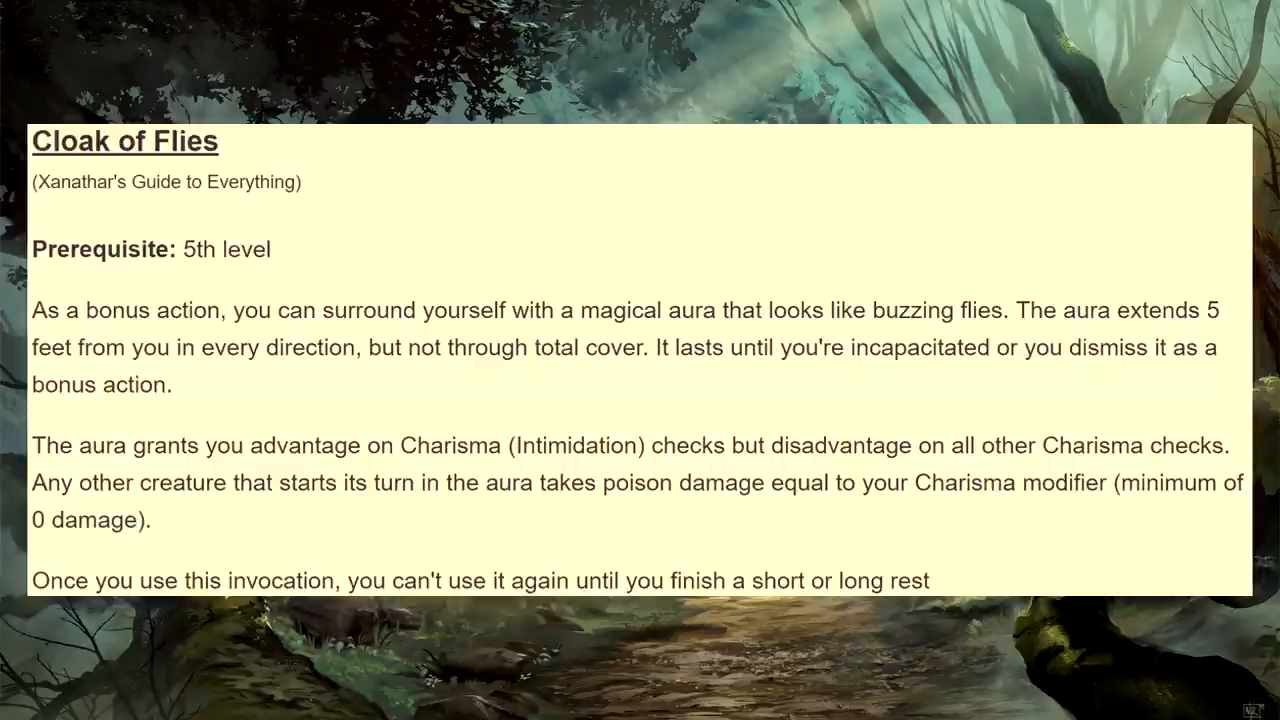 Cloak of Flies
(Xanathar's Guide to Everything)
Prerequisite: 5th level
As a bonus action, you can surround yourself with a magical aura that looks like buzzing flies. The aura extends 5
feet from you in every direction, but not through total cover. It lasts until you're incapacitated or you dismiss it as a
bonus action.
The aura grants you advantage on Charisma (Intimidation) checks but disadvantage on all other Charisma checks.
Any other creature that starts its turn in the aura takes poison damage equal to your Charisma modifier (minimum of
0 damage).
Once you use this invocation, you can't use it again until you finish a short or long rest